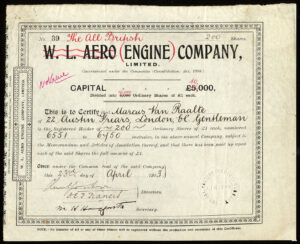 No 39 The All British 200 Shares
W. L. AERO (ENGINE) COMPANY,
LIMITED.
(Incorporated under the Companies (Consolidation) Act, 1908.)
CAPITAL £5,000,
Divided into Ordinary Shares of £1 each.
This is to Certify that Marcus Van Raalte
of 22 Austin Friars London EC Gentleman
is the Registered Holder of 200 Ordinary Shares of £1 each, numbered
6551 to 6750 inclusive, in the above-named Company, subject to the
Memorandum and Articles of Association thereof, and that there has been paid up upon
each of the said Shares the full amount of £1.
Given under the Common Seal of the said Company,
this 23rd day of April 1913
Directors.
Secretary.